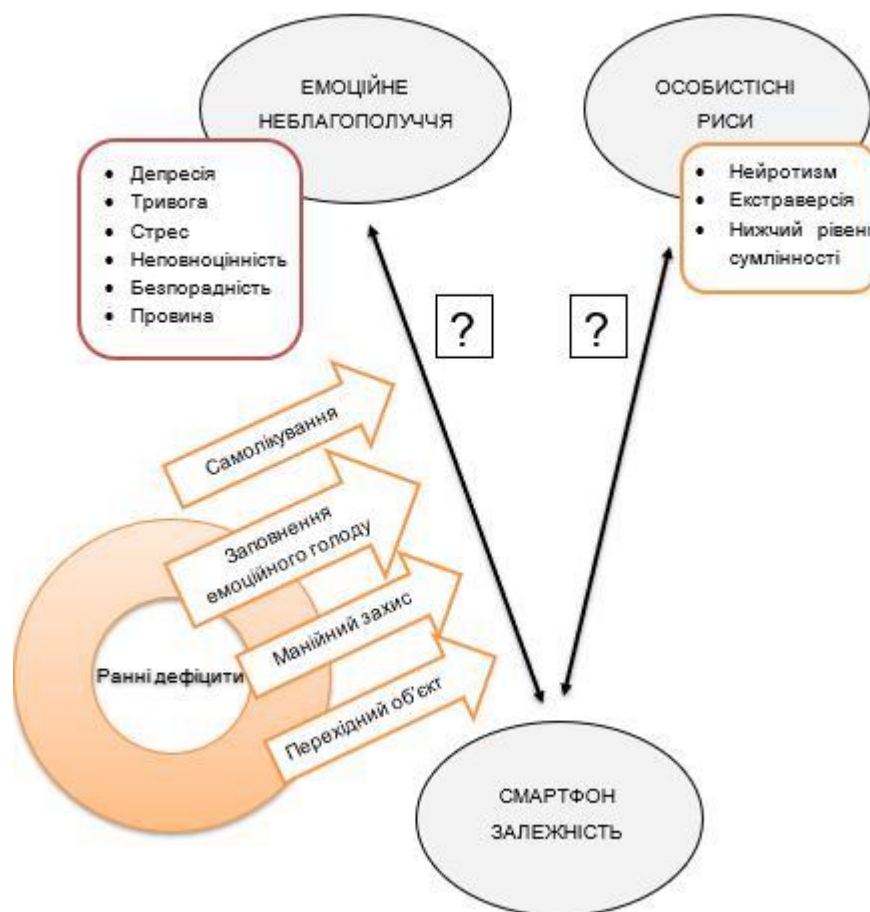 ЕМОЦІЙНЕ
НЕБЛАГОПОЛУЧЧЯ
ОСОБИСТІСНІ
РИСИ
Депресія
Тривога
Стрес
Неповноцінність
Безпорадність
Провина
Нейротизм
Екстраверсія
Нижчий рівень
сумлінності
?
?
Самолікування
Заповнення
емоційного голоду
Манійний захис
Перехідний об'єкт
Ранні дефіцити
СМАРТФОН
ЗАЛЕЖНІСТЬ